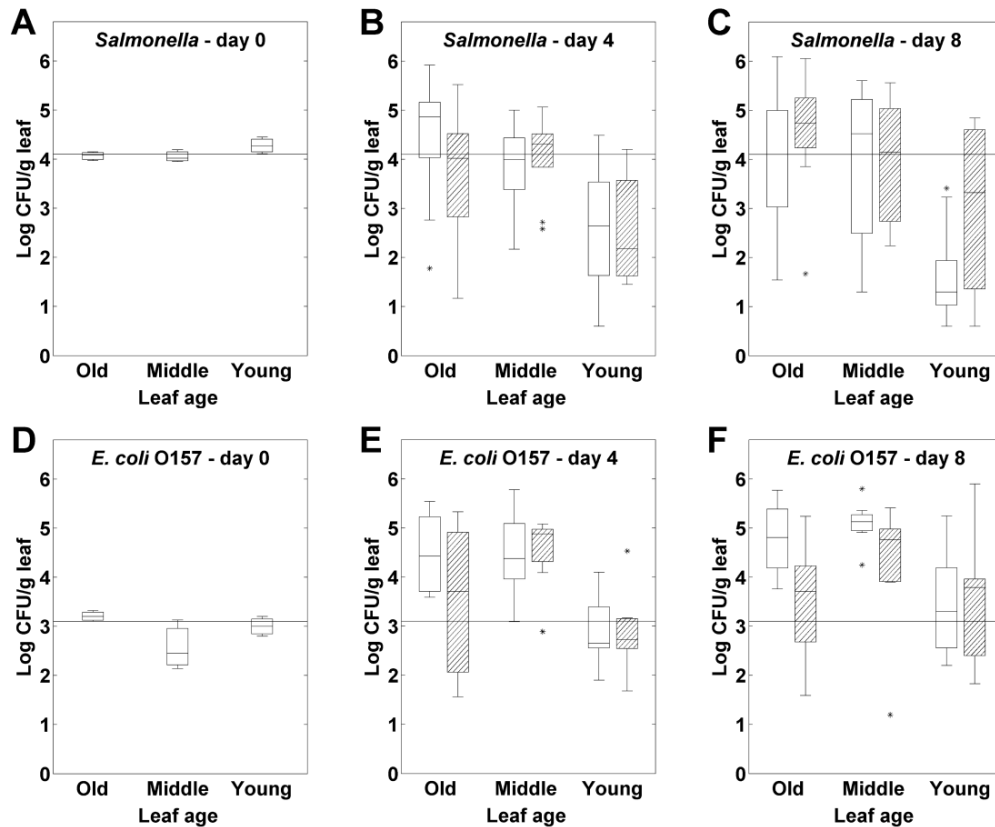 A
Salmonella - day 0
Log CFU/g leaf
6
5
4
3
2
1
0
Old Middle Young
Leaf age
B
Salmonella - day 4
Log CFU/g leaf
6
5
4
3
2
1
0
Old Middle Young
Leaf age
C
Salmonella - day 8
Log CFU/g leaf
6
5
4
3
2
1
0
Old Middle Young
Leaf age
D
E. coli O157 - day 0
Log CFU/g leaf
6
5
4
3
2
1
0
Old Middle Young
Leaf age
E
E. coli O157 - day 4
Log CFU/g leaf
6
5
4
3
2
1
0
Old Middle Young
Leaf age
F
E. coli O157 - day 8
Log CFU/g leaf
6
5
4
3
2
1
0
Old Middle Young
Leaf age